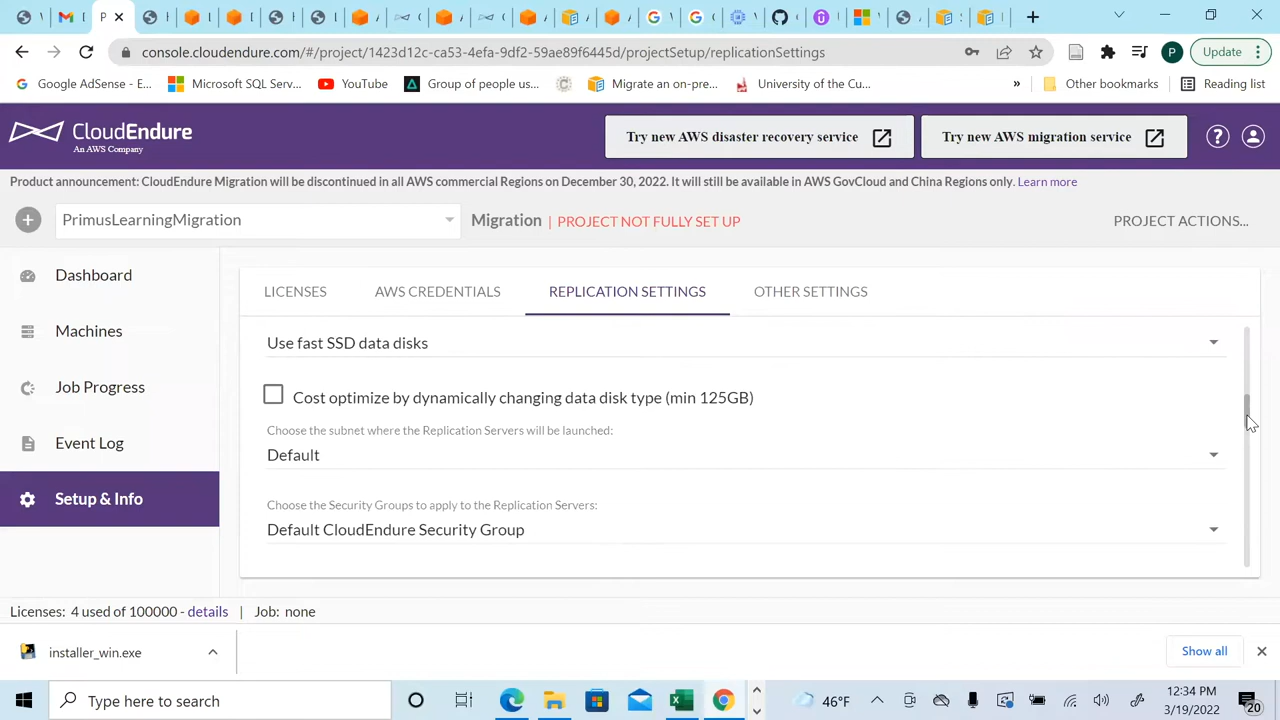 P
Update
console.cloudendure.com/#/project/1423d12c-ca53-4efa-9df2-59ae89f6445d/projectSetup/replicationSettings
P
Google AdSense - E...
Microsoft SQL Serv...
YouTube
Group of people us...
Migrate an on-pre...
University of the Cu...
»
Other bookmarks
Reading list
CloudEndure
An AWS Company
Try new AWS disaster recovery service
Try new AWS migration service
Product announcement: CloudEndure Migration will be discontinued in all AWS commercial Regions on December 30, 2022. It will still be available in AWS GovCloud and China Regions only. Learn more
PrimusLearningMigration
Migration | PROJECT NOT FULLY SET UP
PROJECT ACTIONS...
Dashboard
Machines
Job Progress
Event Log
Setup & Info
LICENSES
AWS CREDENTIALS
REPLICATION SETTINGS
OTHER SETTINGS
Use fast SSD data disks
Cost optimize by dynamically changing data disk type (min 125GB)
Choose the subnet where the Replication Servers will be launched:
Default
Choose the Security Groups to apply to the Replication Servers:
Default CloudEndure Security Group
Licenses: 4 used of 100000 - details | Job: none
installer_win.exe
Show all
Type here to search
46°F
12:34 PM
3/19/2022
20